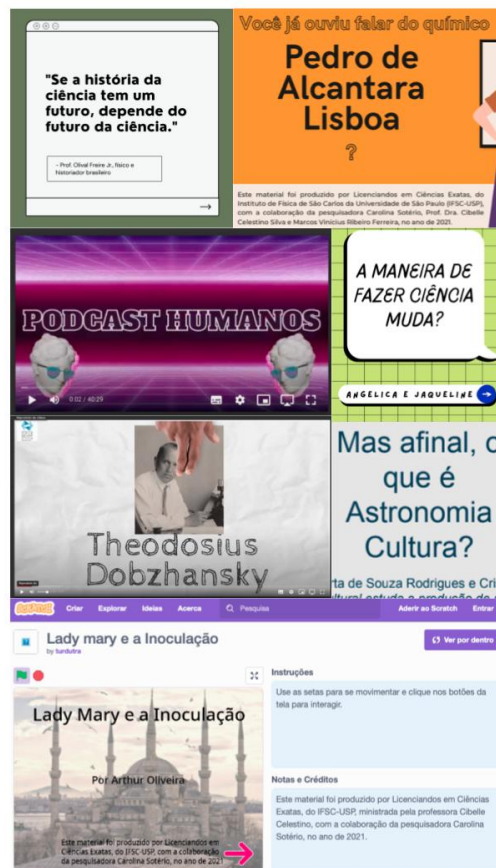 "Se a história da
ciência tem um
futuro, depende do
futuro da ciência."
- Prof. Olival Freire Jr, físico e
historiador brasileiro
Você já ouviu falar do químico
Pedro de
Alcantara
Lisboa
?
Este material foi produzido por Licenciandos em Ciências Exatas, do
Instituto de Física de São Carlos da Universidade de São Paulo (IFSC-USP),
com a colaboração da pesquisadora Carolina Sotério, Prof. Dra. Cibelle
Celestino Silva e Marcos Vinicius Ribeiro Ferreira, no ano de 2021.
PODCAST HUMANOS
0:02 / 40:29
A MANEIRA DE
FAZER CIÊNCIA
MUDA?
ANGELICA E JAQUELINE
Theodosius
Dobzhansky
Mas afinal, o
que é
Astronomia
Cultura?
rta de Souza Rodrigues e Cri
SCRATCH Criar Explorar Ideias Acerca Pesquisa Aderir ao Scratch Entrar
Lady mary e a Inoculação
by turdutra
Ver por dentro
Instruções
Use as setas para se movimentar e clique nos botões da
tela para interagir.
Lady Mary e a Inoculação
Por Arthur Oliveira
Este material foi produzido por Licenciandos em
Ciências Exatas, do IFSC-USP, com a colaboração
da pesquisadora Carolina Sotério, no ano de 2021
Notas e Créditos
Este material foi produzido por Licenciandos em Ciências
Exatas, do IFSC-USP, ministrada pela professora Cibelle
Celestino, com a colaboração da pesquisadora Carolina
Sotério, no ano de 2021.